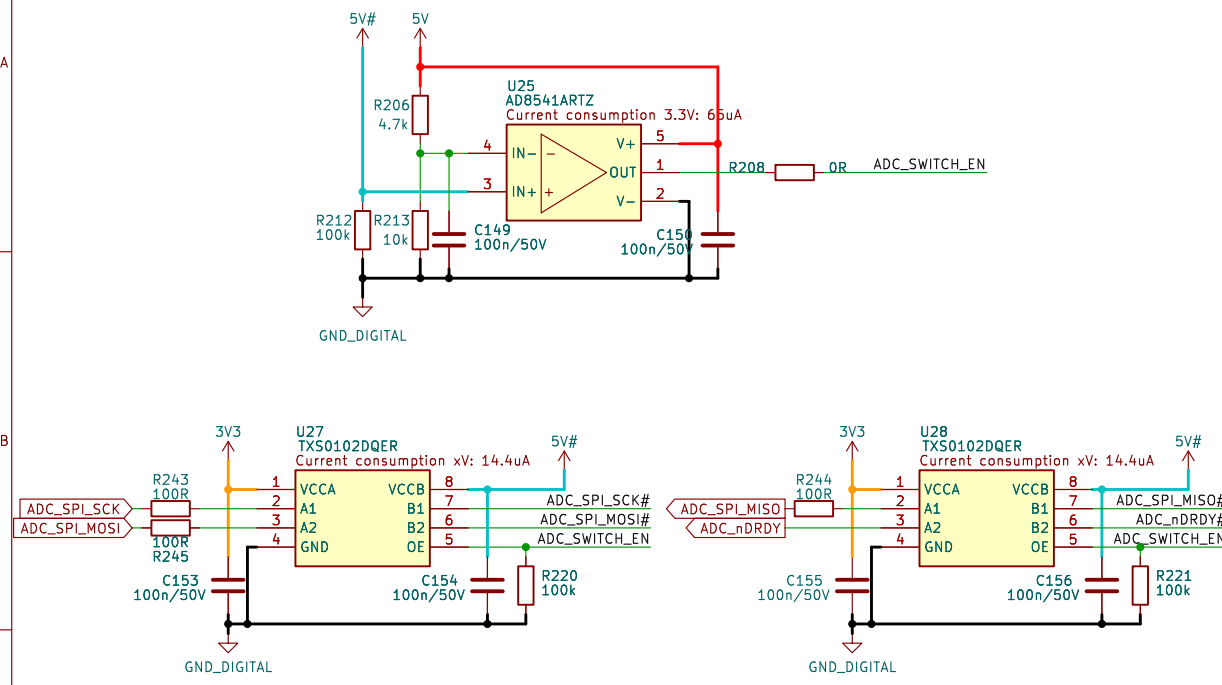 5V#
5V
A
U25
AD8541ARTZ
Current consumption 3.3V: 66uA
R206
4.7k
4
IN-
-
3
IN+
+
V+
5
OUT
1
V-
2
R208
0R
ADC_SWITCH_EN
R212
100k
R213
10k
C149
100n/50V
C150
100n/50V
GND_DIGITAL
B
3V3
U27
TXS0102DQER
Current consumption xV: 14.4uA
5V#
R243
100R
ADC_SPI_SCK
ADC_SPI_MOSI
100R
R245
1
VCCA
2
A1
3
A2
4
GND
VCCB
8
B1
7
B2
6
OE
5
ADC_SPI_SCK#
ADC_SPI_MOSI#
ADC_SWITCH_EN
C153
100n/50V
C154
100n/50V
R220
100k
GND_DIGITAL
3V3
U28
TXS0102DQER
Current consumption xV: 14.4uA
5V#
R244
100R
ADC_SPI_MISO
ADC_nDRDY
1
VCCA
2
A1
3
A2
4
GND
VCCB
8
B1
7
B2
6
OE
5
ADC_SPI_MISO#
ADC_nDRDY#
ADC_SWITCH_EN
C155
100n/50V
C156
100n/50V
R221
100k
GND_DIGITAL